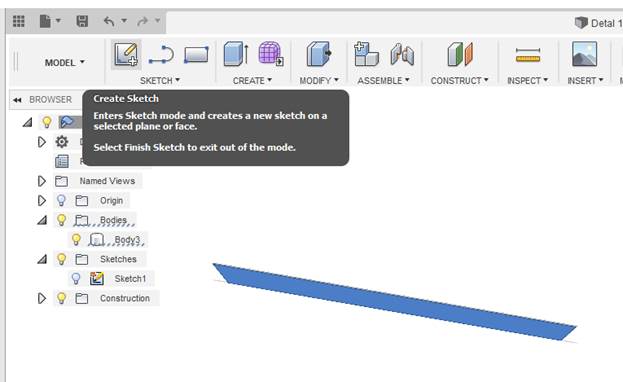 Detal 1
MODEL
SKETCH
CREATE
MODIFY
ASSEMBLE
CONSTRUCT
INSPECT
INSERT
BROWSER
Create Sketch
Enters Sketch mode and creates a new sketch on a
selected plane or face.
Select Finish Sketch to exit out of the mode.
Named Views
Origin
Bodies
Body3
Sketches
Sketch1
Construction